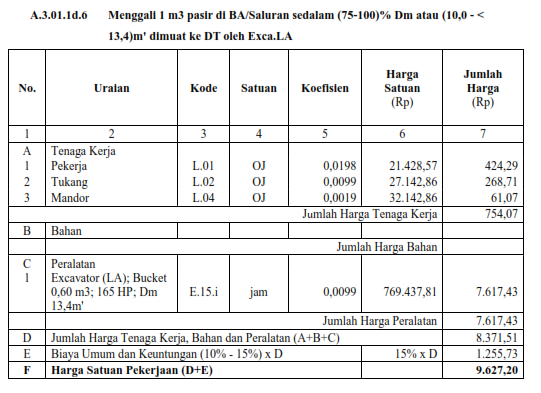 A.3.01.1d.6 Menggali 1 m3 pasir di BA/Saluran sedalam (75-100)% Dm atau (10,0 - <
13,4)m' dimuat ke DT oleh Exca.LA
No. Uraian Kode Satuan Koefisien Harga Satuan (Rp) Jumlah Harga (Rp)
1 2 3 4 5 6 7
A Tenaga Kerja
1 Pekerja L.01 OJ 0,0198 21.428,57 424,29
2 Tukang L.02 OJ 0,0099 27.142,86 268,71
3 Mandor L.04 OJ 0,0019 32.142,86 61,07
Jumlah Harga Tenaga Kerja 754,07
B Bahan
Jumlah Harga Bahan
C Peralatan
1 Excavator (LA); Bucket
0,60 m3; 165 HP; Dm E.15.i jam 0,0099 769.437,81 7.617,43
13,4m'
Jumlah Harga Peralatan 7.617,43
D Jumlah Harga Tenaga Kerja, Bahan dan Peralatan (A+B+C) 8.371,51
E Biaya Umum dan Keuntungan (10% - 15%) x D 15% x D 1.255,73
F Harga Satuan Pekerjaan (D+E) 9.627,20